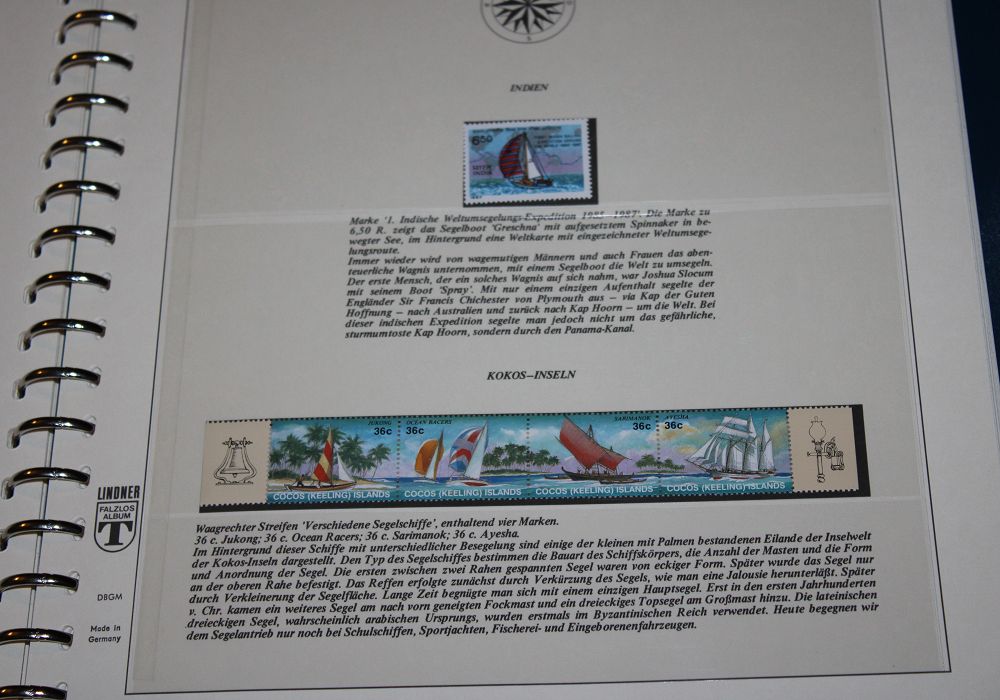 S
INDIEN
6.50
भारत
INDIA
Marke '1. Indische Weltumsegelungs-Expedition 1985-1987'. Die Marke zu
6,50 R. zeigt das Segelboot 'Greschna' mit aufgesetztem Spinnaker in be-
wegter See, im Hintergrund eine Weltkarte mit eingezeichneter Weltumsege-
lungsroute.
Immer wieder wird von wagemutigen Männern und auch Frauen das aben-
teuerliche Wagnis unternommen, mit einem Segelboot die Welt zu umsegeln.
Der erste Mensch, der ein solches Wagnis auf sich nahm, war Joshua Slocum
mit seinem Boot 'Spray'. Mit nur einem einzigen Aufenthalt segelte der
Engländer Sir Francis Chichester von Plymouth aus — via Kap der Guten
Hoffnung — nach Australien und zurück nach Kap Hoorn — um die Welt. Bei
dieser indischen Expedition segelte man jedoch nicht um das gefährliche,
sturmumtoste Kap Hoorn, sondern durch den Panama-Kanal.
KOKOS-INSELN
JUKONG
36c
COCOS (KEELING) ISLANDS
OCEAN RACERS
36c
COCOS (KEELING) ISLANDS
SARIMANOK
36c
COCOS (KEELING) ISLANDS
AYESHA
36c
COCOS (KEELING) ISLANDS
Waagrechter Streifen 'Verschiedene Segelschiffe', enthaltend vier Marken.
36 c. Jukong; 36 c. Ocean Racers; 36 c. Sarimanok; 36 c. Ayesha.
Im Hintergrund dieser Schiffe mit unterschiedlicher Besegelung sind einige der kleinen mit Palmen bestandenen Eilande der Inselwelt
der Kokos-Inseln dargestellt. Den Typ des Segelschiffes bestimmen die Bauart des Schiffskörpers, die Anzahl der Masten und die Form
und Anordnung der Segel. Die ersten zwischen zwei Rahen gespannten Segel waren von eckiger Form. Später wurde das Segel nur
an der oberen Rahe befestigt. Das Reffen erfolgte zunächst durch Verkürzung des Segels, wie man eine Jalousie herunterläßt. Später
durch Verkleinerung der Segelfläche. Lange Zeit begnügte man sich mit einem einzigen Hauptsegel. Erst in den ersten Jahrhunderten
v. Chr. kamen ein weiteres Segel am nach vorn geneigten Fockmast und ein dreieckiges Topsegel am Großmast hinzu. Die lateinischen
dreieckigen Segel, wahrscheinlich arabischen Ursprungs, wurden erstmals im Byzantinischen Reich verwendet. Heute begegnen wir
dem Segelantrieb nur noch bei Schulschiffen, Sportjachten, Fischerei- und Eingeborenenfahrzeugen.
LINDNER
FALZLOS
ALBUM
T
DBGM
Made in
Germany